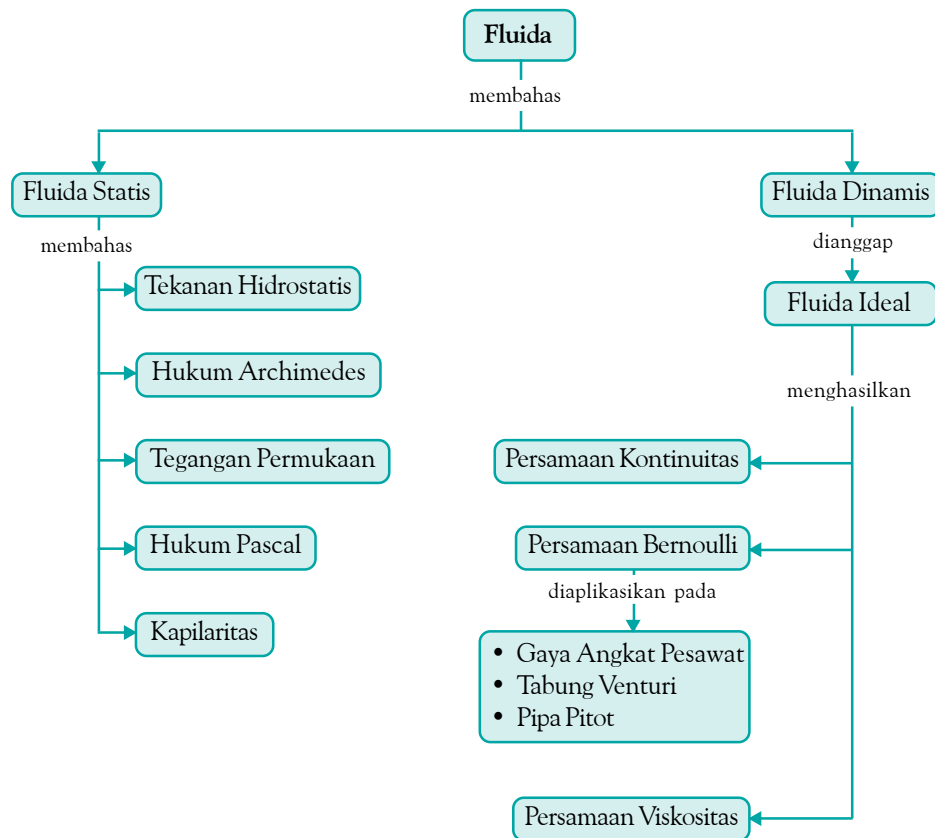 Fluida
membahas
Fluida Statis
membahas
Tekanan Hidrostatis
Hukum Archimedes
Tegangan Permukaan
Hukum Pascal
Kapilaritas
Fluida Dinamis
dianggap
Fluida Ideal
menghasilkan
Persamaan Kontinuitas
Persamaan Bernoulli
diaplikasikan pada
• Gaya Angkat Pesawat
• Tabung Venturi
• Pipa Pitot
Persamaan Viskositas